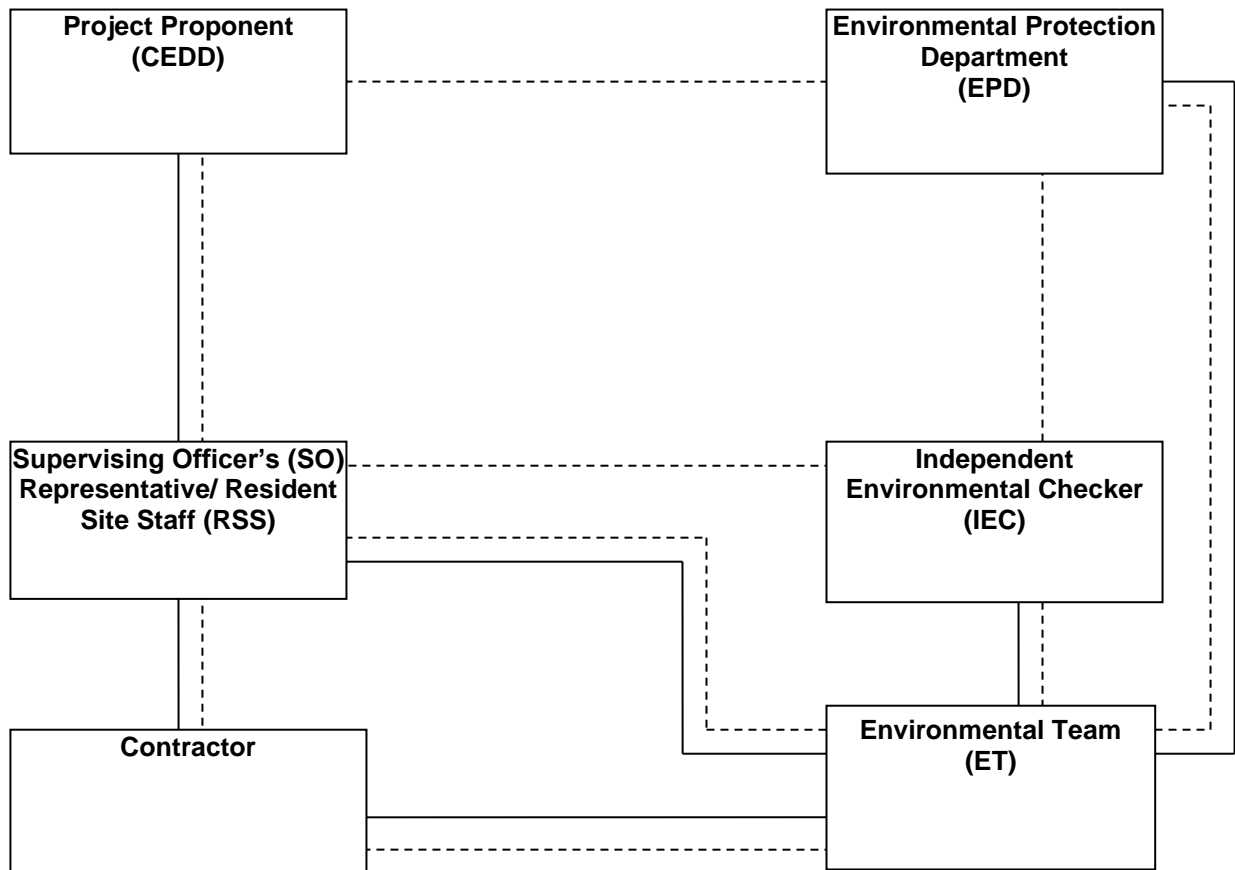 Project Proponent
(CEDD)
Environmental Protection
Department
(EPD)
Supervising Officer's (SO)
Representative/ Resident
Site Staff (RSS)
Independent
Environmental Checker
(IEC)
Contractor
Environmental Team
(ET)